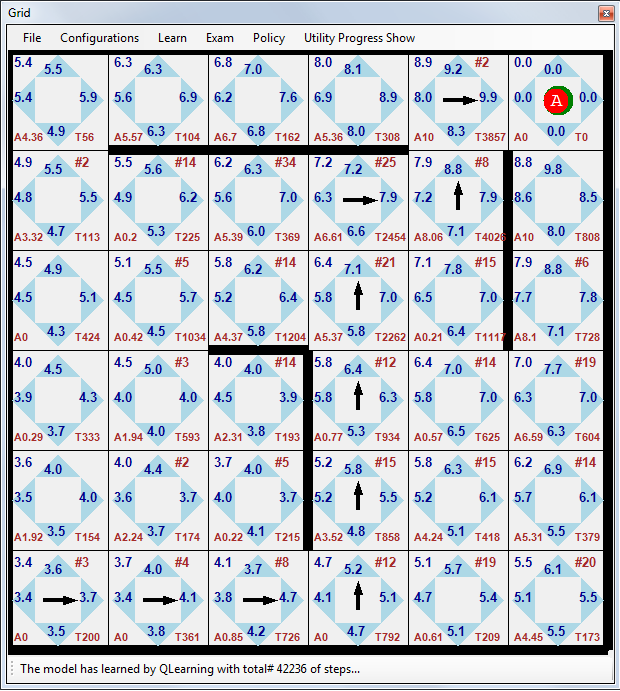 Grid
File Configurations Learn Exam Policy Utility Progress Show
5.4 5.5 6.3 6.3 6.8 7.0 8.0 8.1 8.9 9.2 #2 0.0 0.0
5.4 5.9 5.6 6.9 6.2 7.6 6.9 8.9 8.0 9.9 0.0 A 0.0
A4.36 4.9 T56 A5.57 6.3 T104 A6.7 6.8 T162 A5.36 8.0 T308 A10 8.3 T3857 A0 0.0 T0
4.9 5.5 #2 5.5 5.6 #14 6.2 6.3 #34 7.2 7.2 #25 7.9 8.8 #8 8.8 9.8
4.8 5.5 4.9 6.2 5.6 7.0 6.3 7.9 7.2 7.9 8.6 8.5
A3.32 4.7 T113 A0.2 5.3 T225 A5.39 6.0 T369 A6.61 6.6 T2454 A8.06 7.1 T4026 A10 8.0 T808
4.5 4.9 5.1 5.5 #5 5.8 6.2 #14 6.4 7.1 #21 7.1 7.8 #15 7.9 8.8 #6
4.5 5.1 4.5 5.7 5.2 6.4 5.8 7.0 6.5 7.0 7.7 7.8
A0 4.3 T424 A0.42 4.5 T1034 A4.37 5.8 T1204 A5.37 5.8 T2262 A0.21 6.4 T1117 A8.1 7.1 T728
4.0 4.5 4.5 5.0 #3 4.0 4.0 #14 5.8 6.4 #12 6.4 7.0 #14 7.0 7.7 #19
3.9 4.3 4.0 4.0 4.5 3.9 5.8 6.3 5.8 7.0 6.3 7.0
A0.29 3.7 T333 A1.94 4.0 T593 A2.31 3.8 T193 A0.77 5.3 T934 A0.57 6.5 T625 A6.59 6.3 T604
3.6 4.0 4.0 4.4 #2 3.7 4.0 #5 5.2 5.8 #15 5.8 6.3 #15 6.2 6.9 #14
3.5 4.0 3.6 3.7 4.0 3.7 5.2 5.5 5.2 6.1 5.7 6.1
A1.92 3.5 T154 A2.24 3.7 T174 A0.22 4.1 T215 A3.52 4.8 T858 A4.24 5.1 T418 A5.31 5.5 T379
3.4 3.6 #3 3.7 4.0 #4 4.1 3.7 #8 4.7 5.2 #12 5.1 5.7 #19 5.5 6.1 #20
3.4 3.7 3.4 4.1 3.8 4.7 4.1 5.1 4.7 5.4 5.1 5.5
A0 3.5 T200 A0 3.8 T361 A0.85 4.2 T726 A0 4.7 T792 A0.61 5.1 T209 A4.45 5.5 T173
The model has learned by QLearning with total# 42236 of steps...